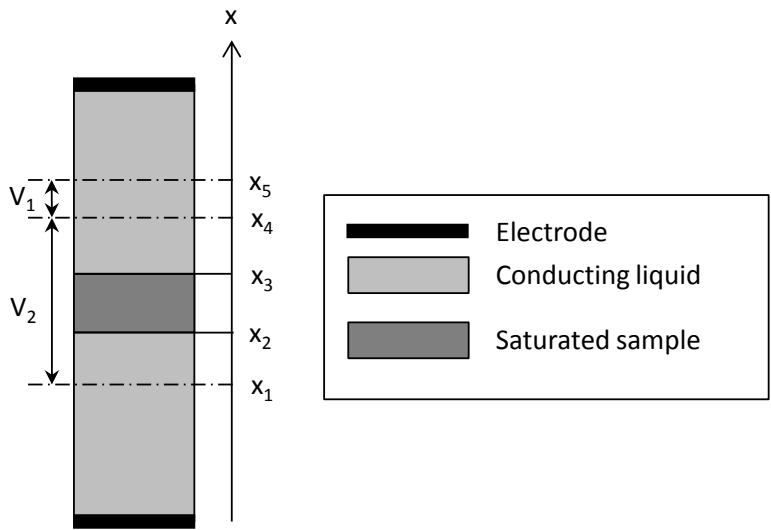 x
x₅
V₁
x₄
x₃
V₂
x₂
x₁
Electrode
Conducting liquid
Saturated sample